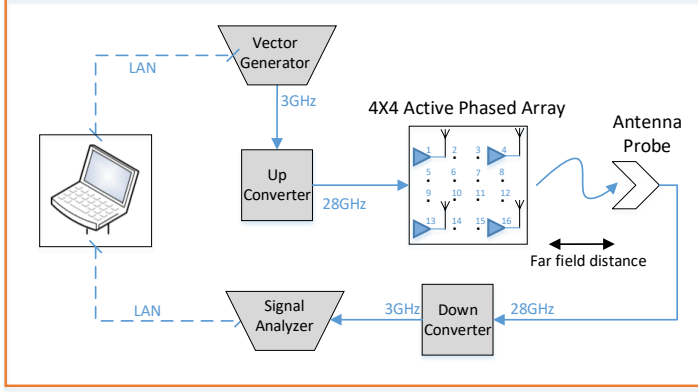 Vector
Generator
LAN
3GHz
4X4 Active Phased Array
Antenna
Probe
Up
Converter
28GHz
1 2 3 4
5 6 7 8
9 10 11 12
13 14 15 16
Far field distance
Signal
Analyzer
LAN
3GHz
Down
Converter
28GHz